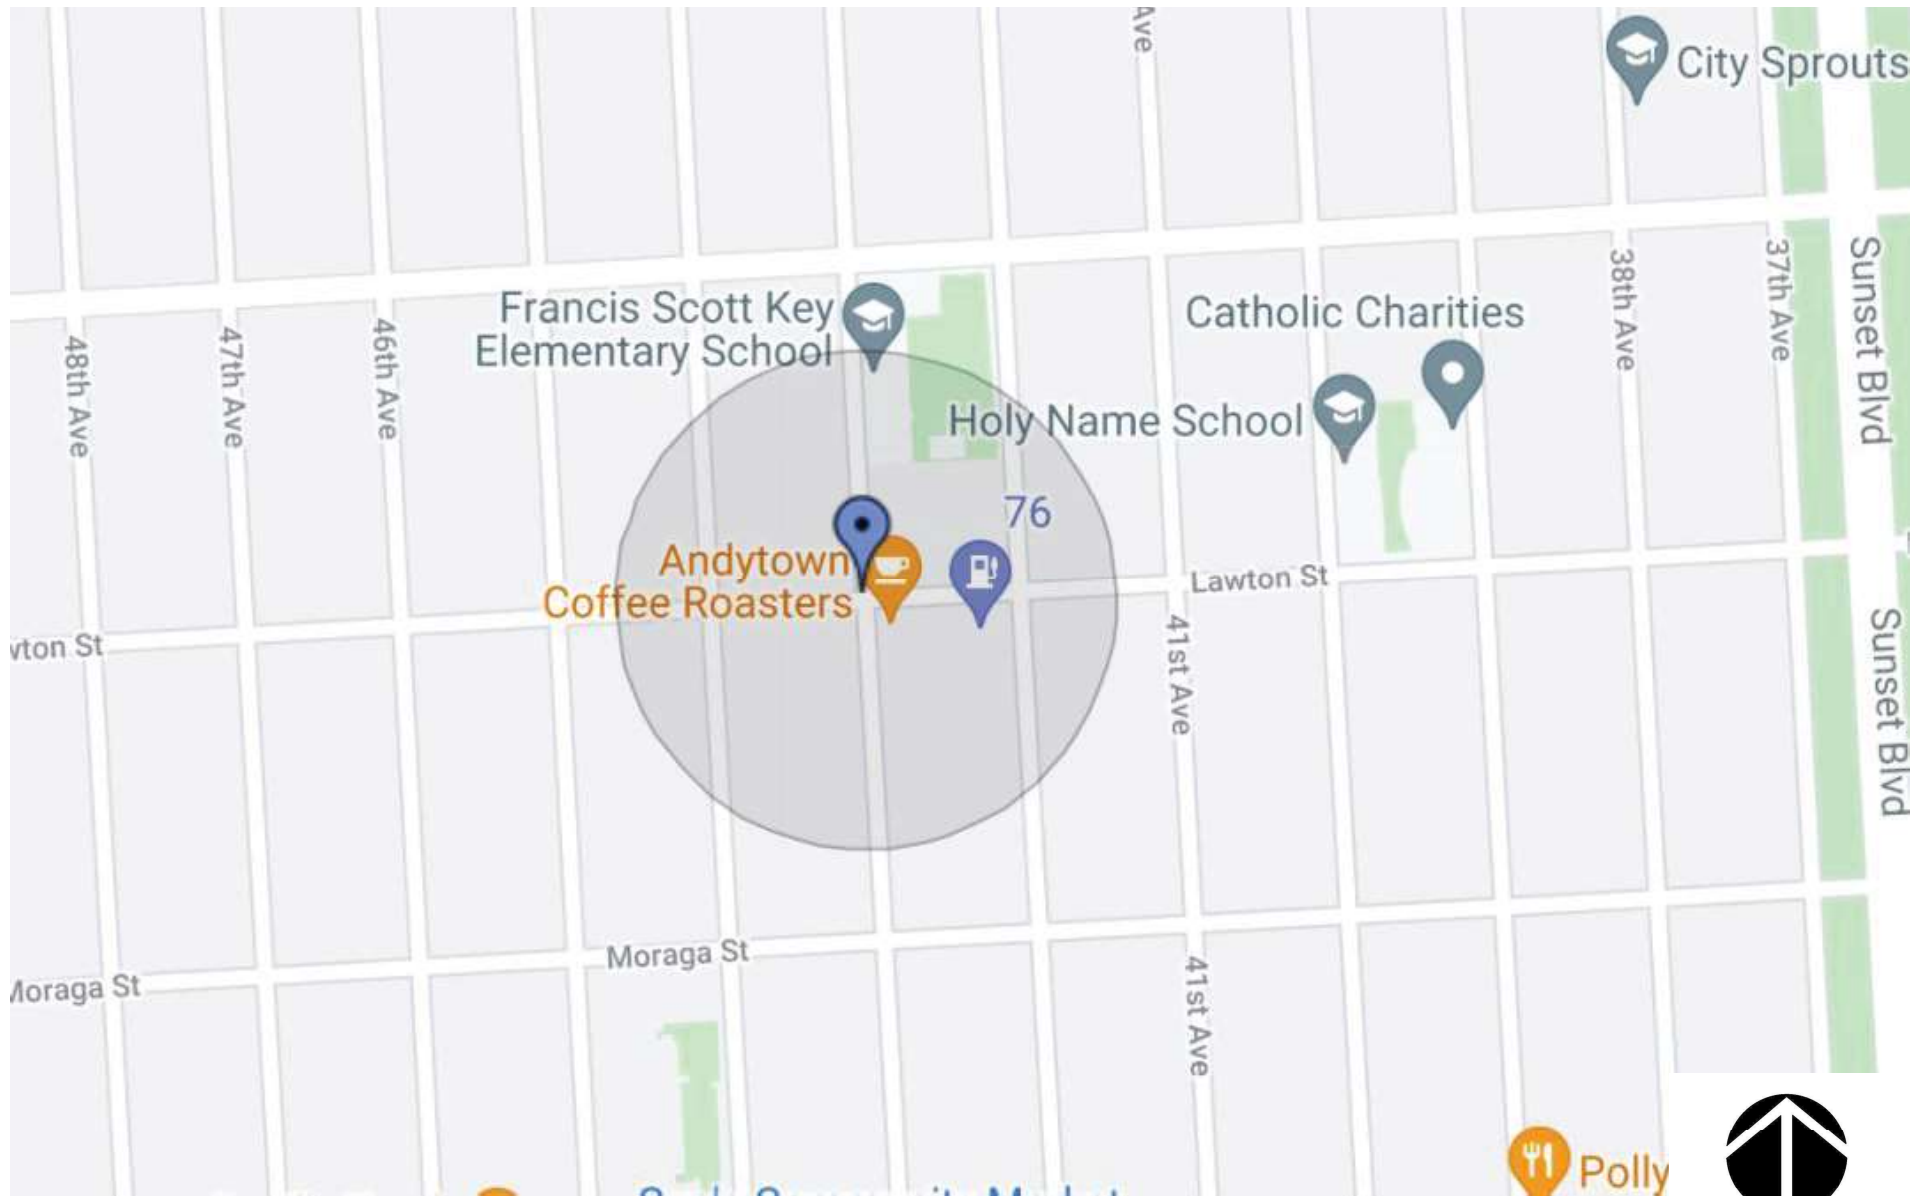 Ave
City Sprouts
Francis Scott Key
Elementary School
Catholic Charities
48th Ave
47th Ave
46th Ave
38th Ave
37th Ave
Sunset Blvd
Holy Name School
76
Andytown
Coffee Roasters
Lawton St
wton St
41st Ave
Sunset Blvd
Moraga St
Moraga St
41st Ave
Polly